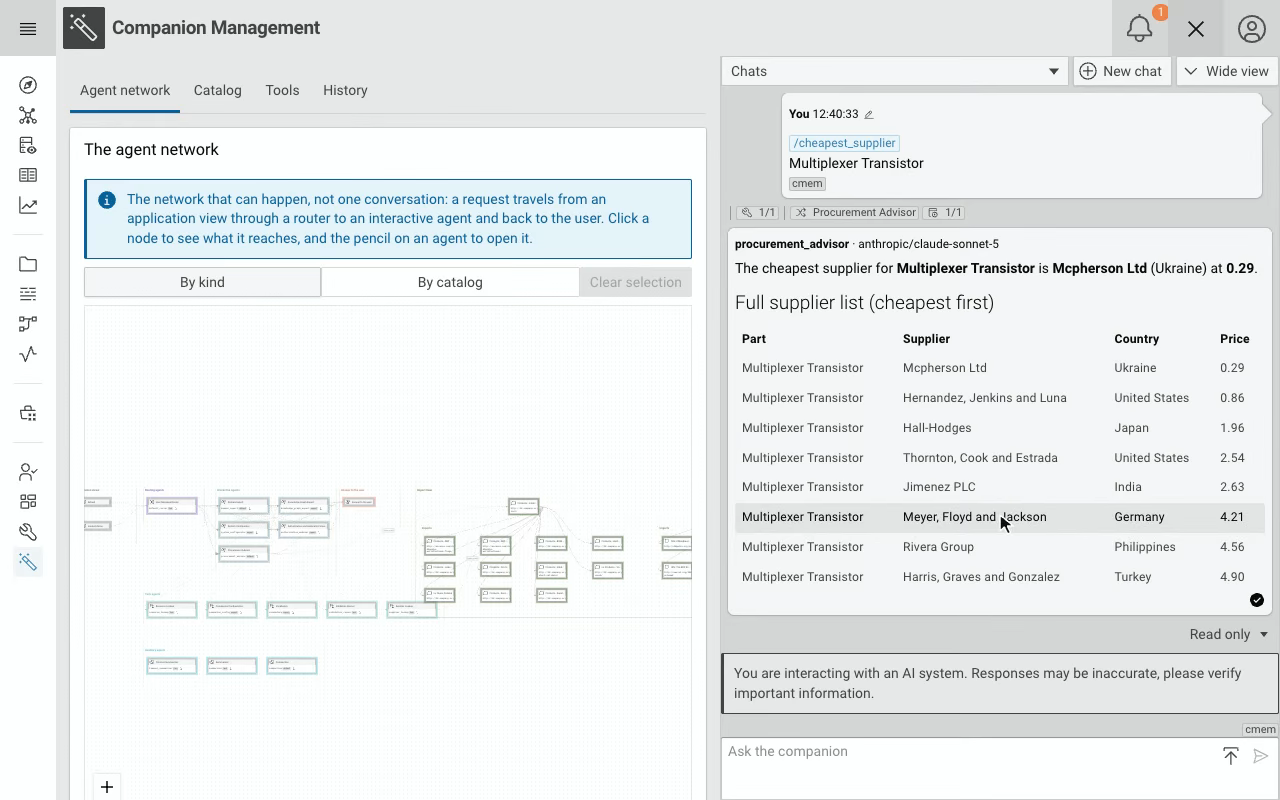 Companion Management
1
Agent network
Catalog
Tools
History
The agent network
The network that can happen, not one conversation: a request travels from an
application view through a router to an interactive agent and back to the user. Click a
node to see what it reaches, and the pencil on an agent to open it.
By kind
By catalog
Clear selection
Chats
New chat
Wide view
You 12:40:33
/cheapest_supplier
Multiplexer Transistor
cmem
1/1 Procurement Advisor 1/1
procurement_advisor · anthropic/claude-sonnet-5
The cheapest supplier for Multiplexer Transistor is Mcpherson Ltd (Ukraine) at 0.29.
Full supplier list (cheapest first)
Part Supplier Country Price
Multiplexer Transistor Mcpherson Ltd Ukraine 0.29
Multiplexer Transistor Hernandez, Jenkins and Luna United States 0.86
Multiplexer Transistor Hall-Hodges Japan 1.96
Multiplexer Transistor Thornton, Cook and Estrada United States 2.54
Multiplexer Transistor Jimenez PLC India 2.63
Multiplexer Transistor Meyer, Floyd and Jackson Germany 4.21
Multiplexer Transistor Rivera Group Philippines 4.56
Multiplexer Transistor Harris, Graves and Gonzalez Turkey 4.90
Read only
You are interacting with an AI system. Responses may be inaccurate, please verify
important information.
cmem
Ask the companion